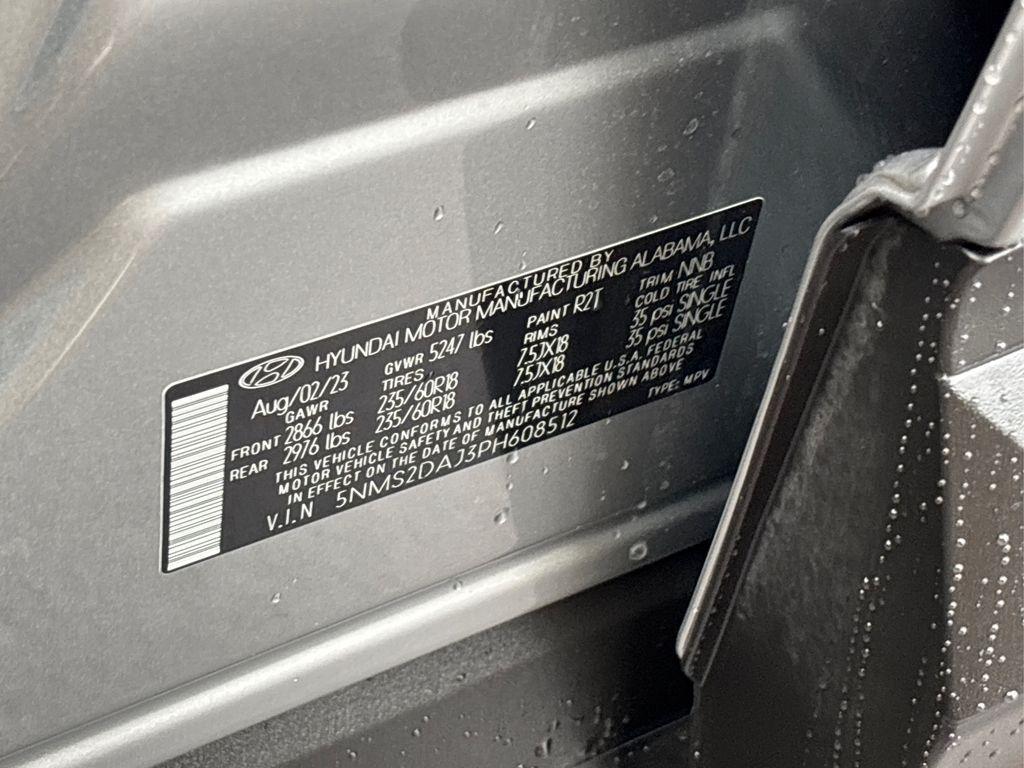 MANUFACTURED BY
HYUNDAI MOTOR MANUFACTURING ALABAMA, LLC
Aug/02/23 GVWR 5247 lbs PAINT R2T TRIM NNB
GAWR TIRES RIMS COLD TIRE INFL
FRONT 2866 lbs 235/60R18 7.5JX18 35 psi SINGLE
REAR 2976 lbs 235/60R18 7.5JX18 35 psi SINGLE
THIS VEHICLE CONFORMS TO ALL APPLICABLE U.S.A. FEDERAL
MOTOR VEHICLE SAFETY AND THEFT PREVENTION STANDARDS
IN EFFECT ON THE DATE OF MANUFACTURE SHOWN ABOVE
V.I.N 5NMS2DAJ3PH608512 TYPE: MPV